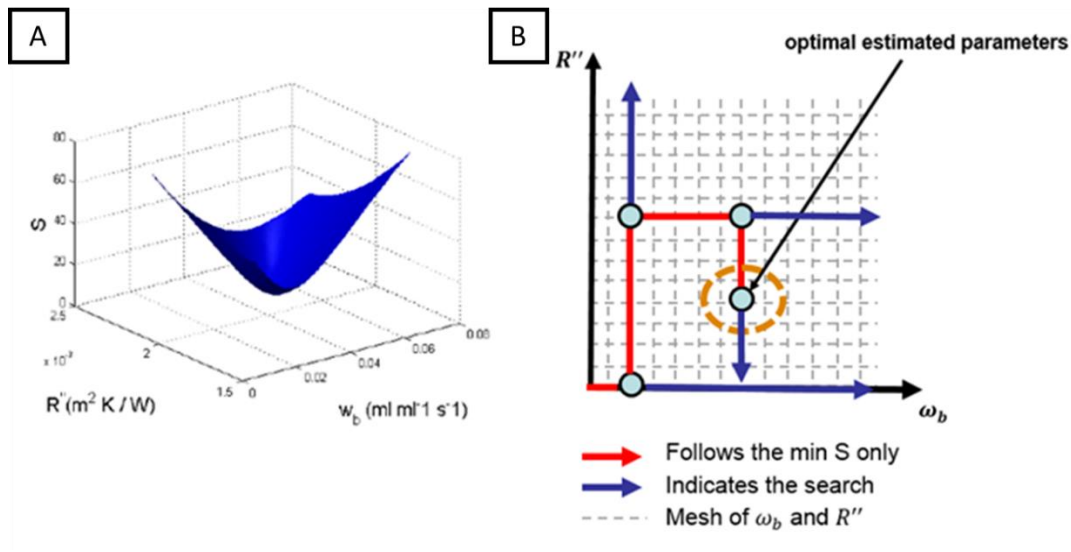 A
B
optimal estimated parameters
R′′
80
60
40
20
0
S
2.5
x 10⁻³
2
1.5
R''(m² K / W)
0
0.02
0.04
0.06
0.08
w_b (ml ml⁻¹ s⁻¹)
ω_b
Follows the min S only
Indicates the search
Mesh of ω_b and R′′